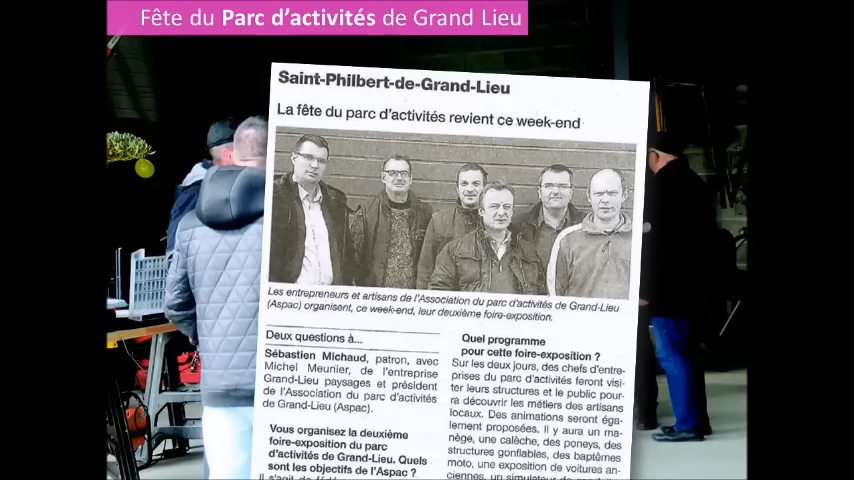 Fête du Parc d'activités de Grand Lieu
Saint-Philbert-de-Grand-Lieu
La fête du parc d'activités revient ce week-end
Les entrepreneurs et artisans de l'Association du parc d'activités de Grand-Lieu
(Aspac) organisent, ce week-end, leur deuxième foire-exposition.
Deux questions à...
Sébastien Michaud, patron, avec
Michel Meunier, de l'entreprise
Grand-Lieu paysages et président
de l'Association du parc d'activités
de Grand-Lieu (Aspac).
Vous organisez la deuxième
foire-exposition du parc
d'activités de Grand-Lieu. Quels
sont les objectifs de l'Aspac ?
Il s'agit de
Quel programme
pour cette foire-exposition ?
Sur les deux jours, des chefs d'entre-
prises du parc d'activités feront visi-
ter leurs structures et le public pour-
ra découvrir les métiers des artisans
locaux. Des animations seront éga-
lement proposées. Il y aura un ma-
nège, une calèche, des poneys, des
structures gonflables, des baptêmes
moto, une exposition de voitures an-
ciennes, un simulateur